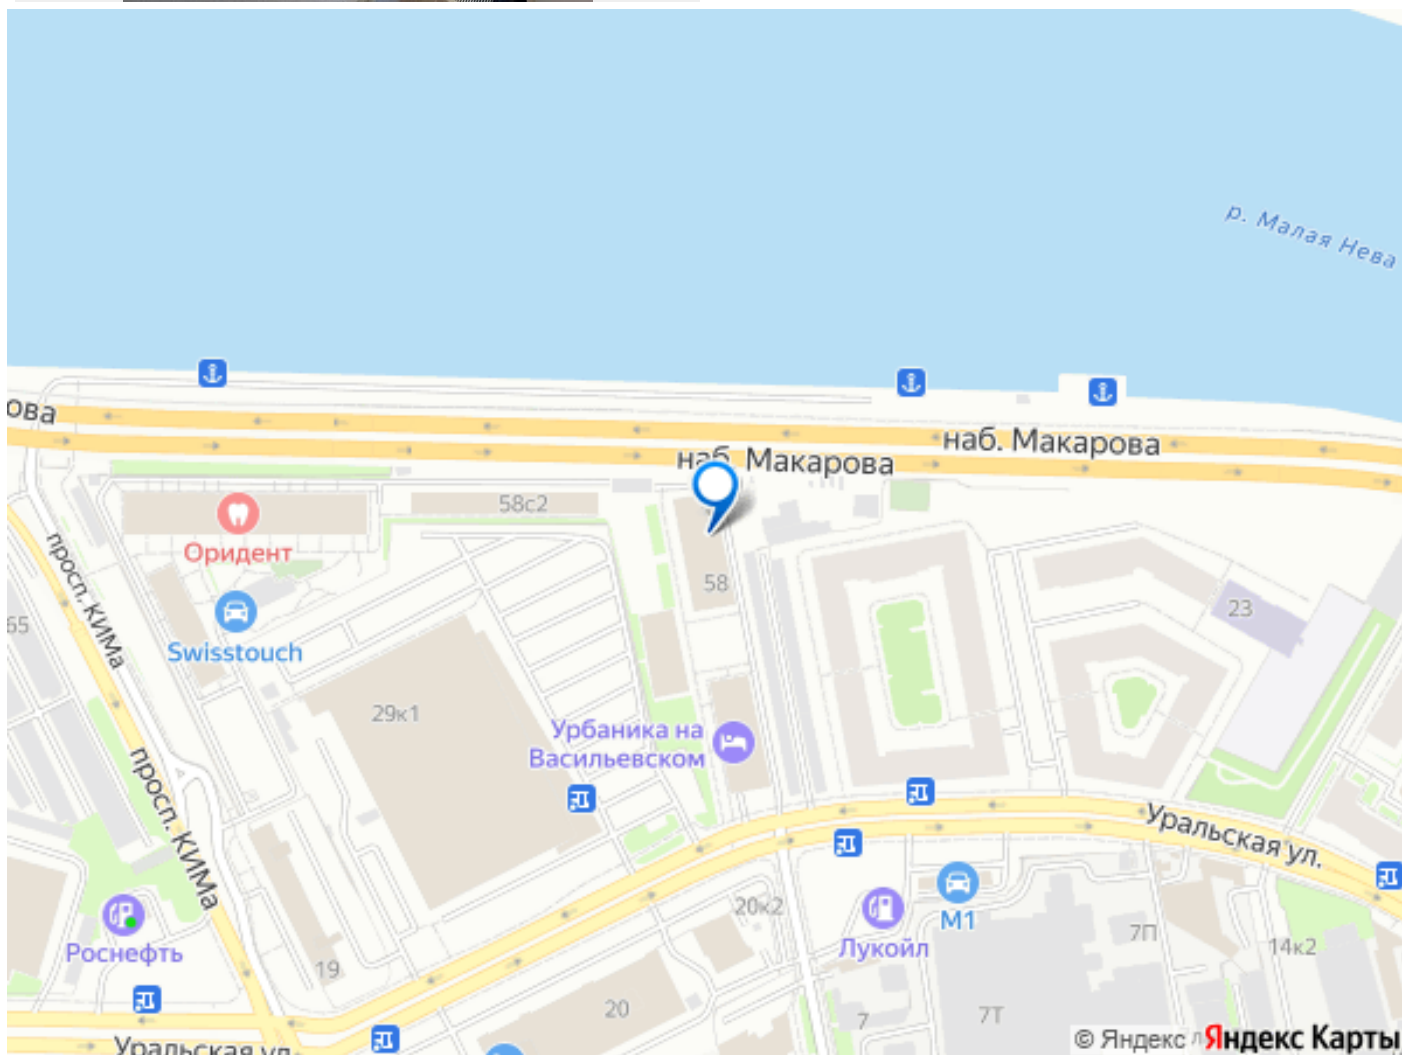 р. Малая Нева
ова
наб. Макарова
наб. Макарова
58с2
Оридент
просп. КИМа
58
23
65
Swisstouch
29к1
Урбаника на
Васильевском
просп. КИМа
Уральская ул.
20к2
М1
Лукойл
7П
14к2
Роснефть
19
20
7
7Т
© Яндекс
Яндекс Карты
Уральская ул.